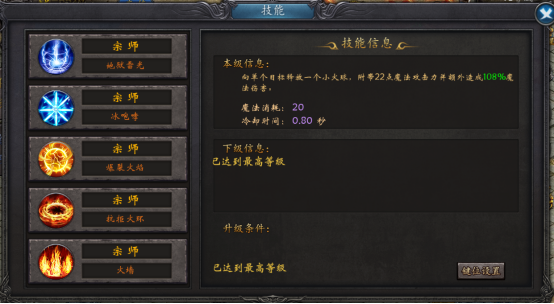 技能
宗师
地狱雷光
宗师
冰咆哮
宗师
爆裂火焰
宗师
抗拒火环
宗师
火墙
技能信息
本级信息：
向单个目标释放一个小火球，附带22点魔法攻击力并额外造成108%魔
法伤害。
魔法消耗： 20
冷却时间： 0.80 秒
下级信息：
已达到最高等级
升级条件：
已达到最高等级
键位设置